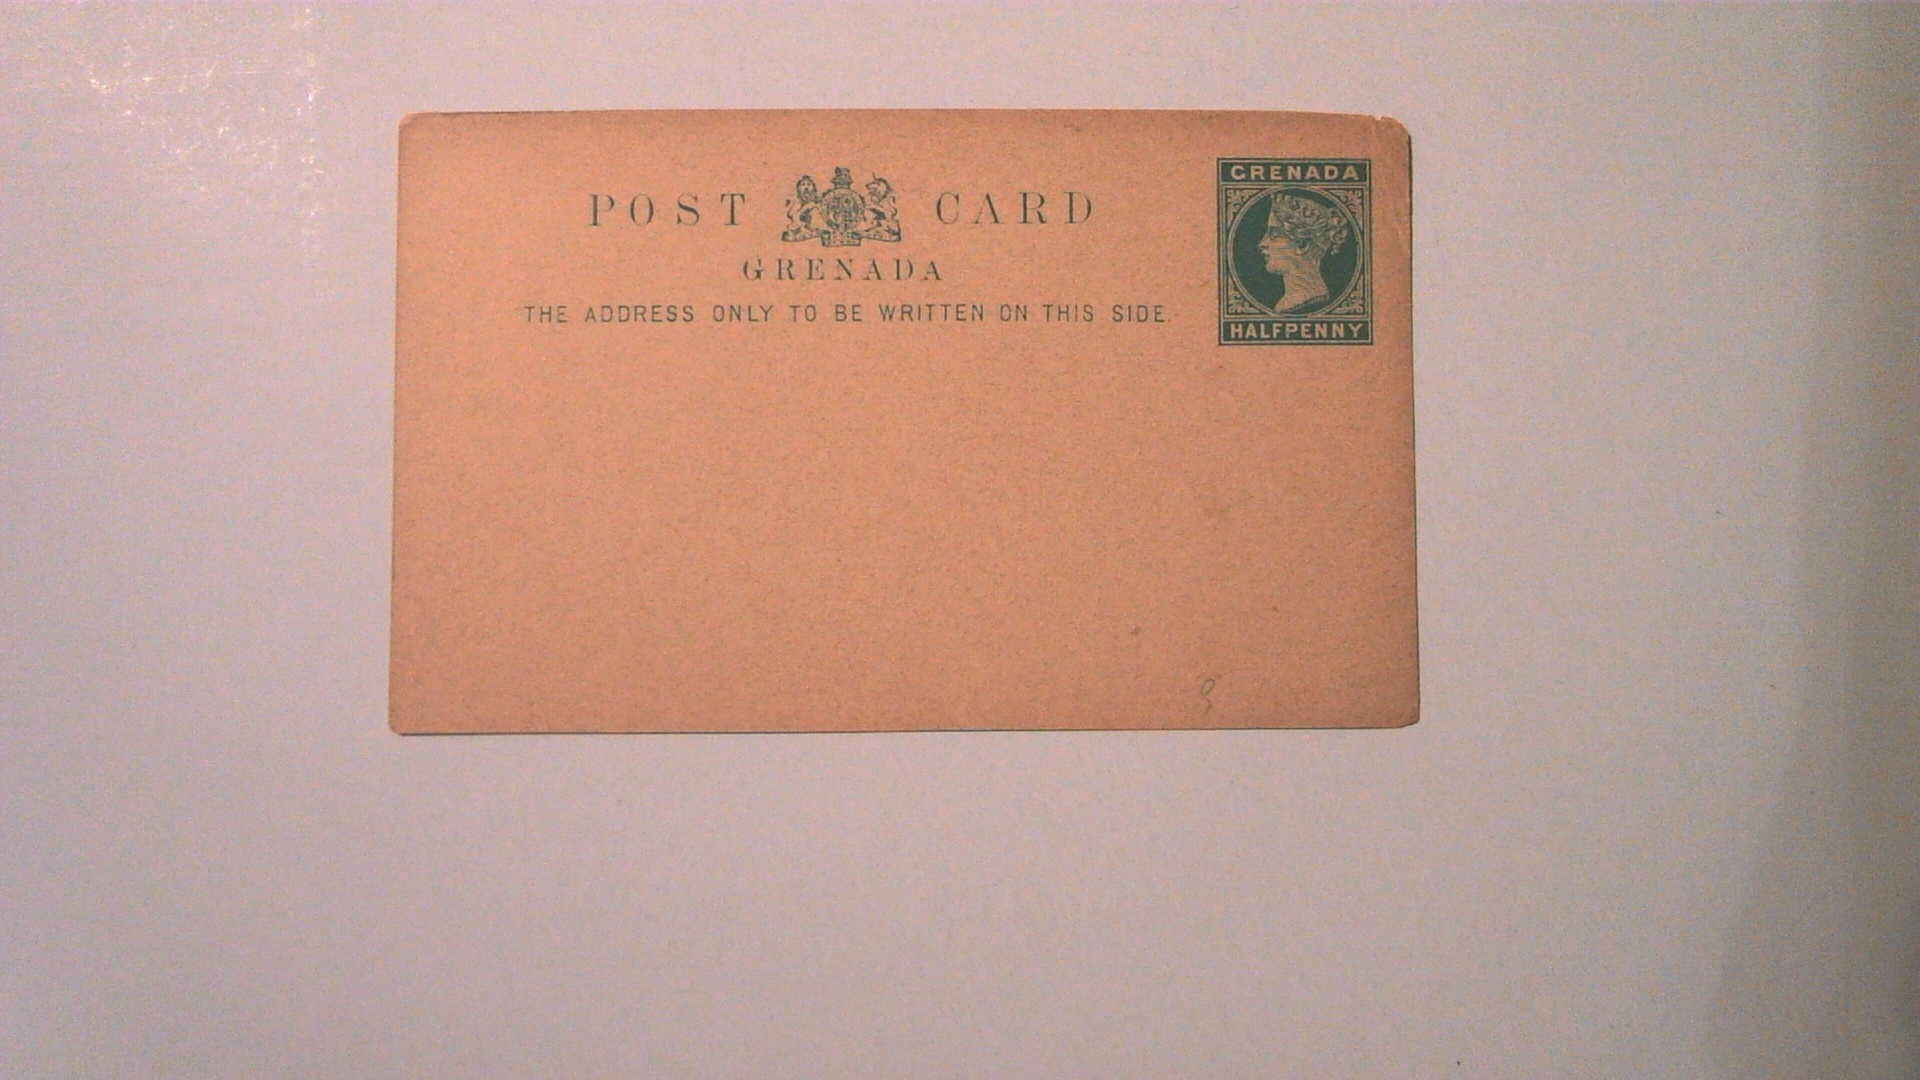 POST CARD
GRENADA
THE ADDRESS ONLY TO BE WRITTEN ON THIS SIDE.
GRENADA
HALFPENNY